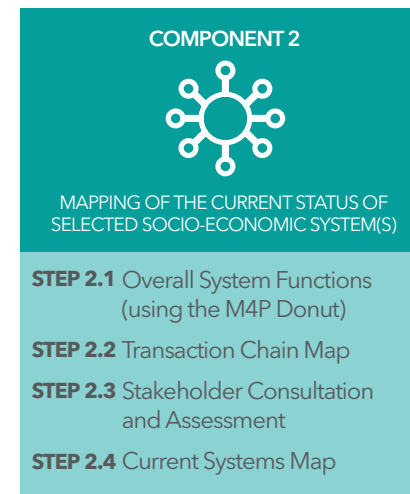 COMPONENT 2
MAPPING OF THE CURRENT STATUS OF
SELECTED SOCIO-ECONOMIC SYSTEM(S)
STEP 2.1 Overall System Functions
(using the M4P Donut)
STEP 2.2 Transaction Chain Map
STEP 2.3 Stakeholder Consultation
and Assessment
STEP 2.4 Current Systems Map